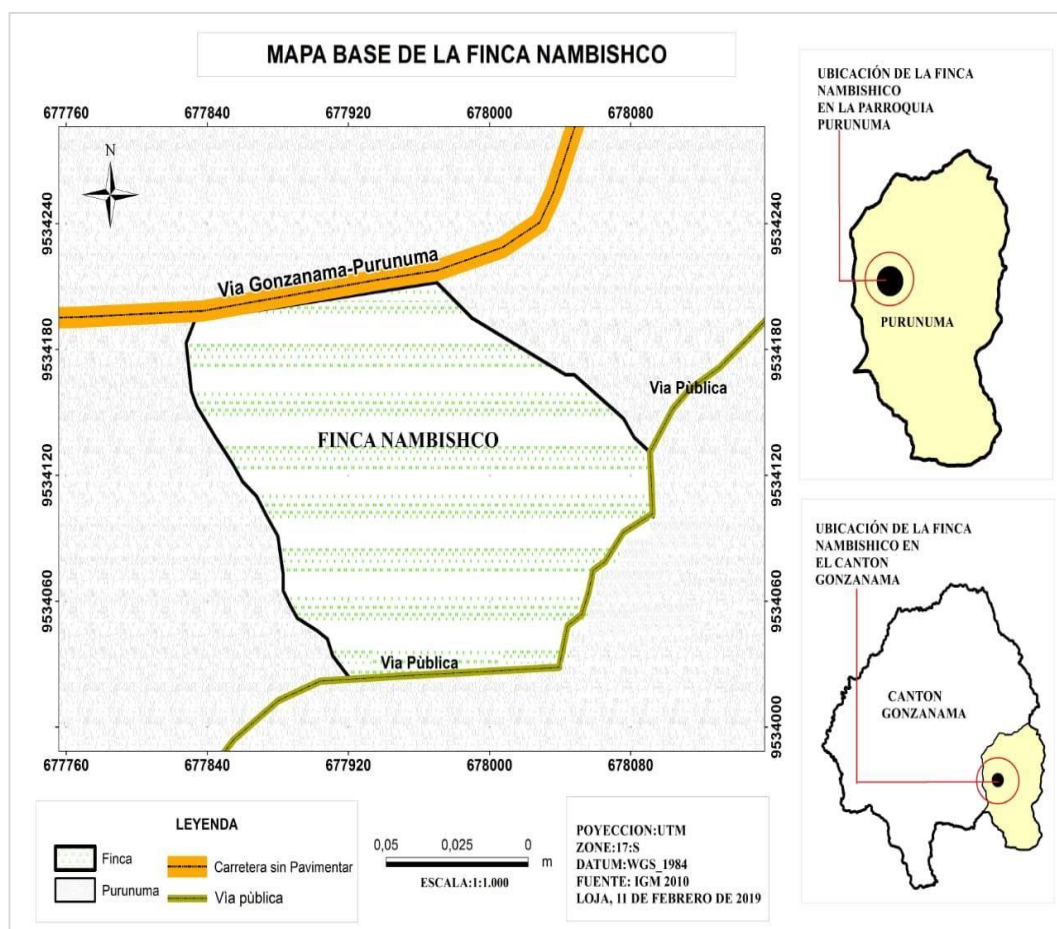 MAPA BASE DE LA FINCA NAMBISHCO
677760 677840 677920 678000 678080
N
9534240
9534240
Vìa Gonzanama-Purunuma
9534180
9534180
Vìa Pùblica
FINCA NAMBISHCO
9534120
9534120
9534060
9534060
Vìa Pùblica
9534000
677760 677840 677920 678000 678080
LEYENDA
Finca
Purunuma
Carretera sin Pavimentar
Vìa pùblica
0,05 0,025 0
m
ESCALA:1:1.000
POYECCION:UTM
ZONE:17:S
DATUM:WGS_1984
FUENTE: IGM 2010
LOJA, 11 DE FEBRERO DE 2019
UBICACIÓN DE LA FINCA
NAMBISHICO
EN LA PARROQUIA
PURUNUMA
PURUNUMA
UBICACIÓN DE LA FINCA
NAMBISHICO EN
EL CANTON
GONZANAMA
CANTON
GONZANAMA